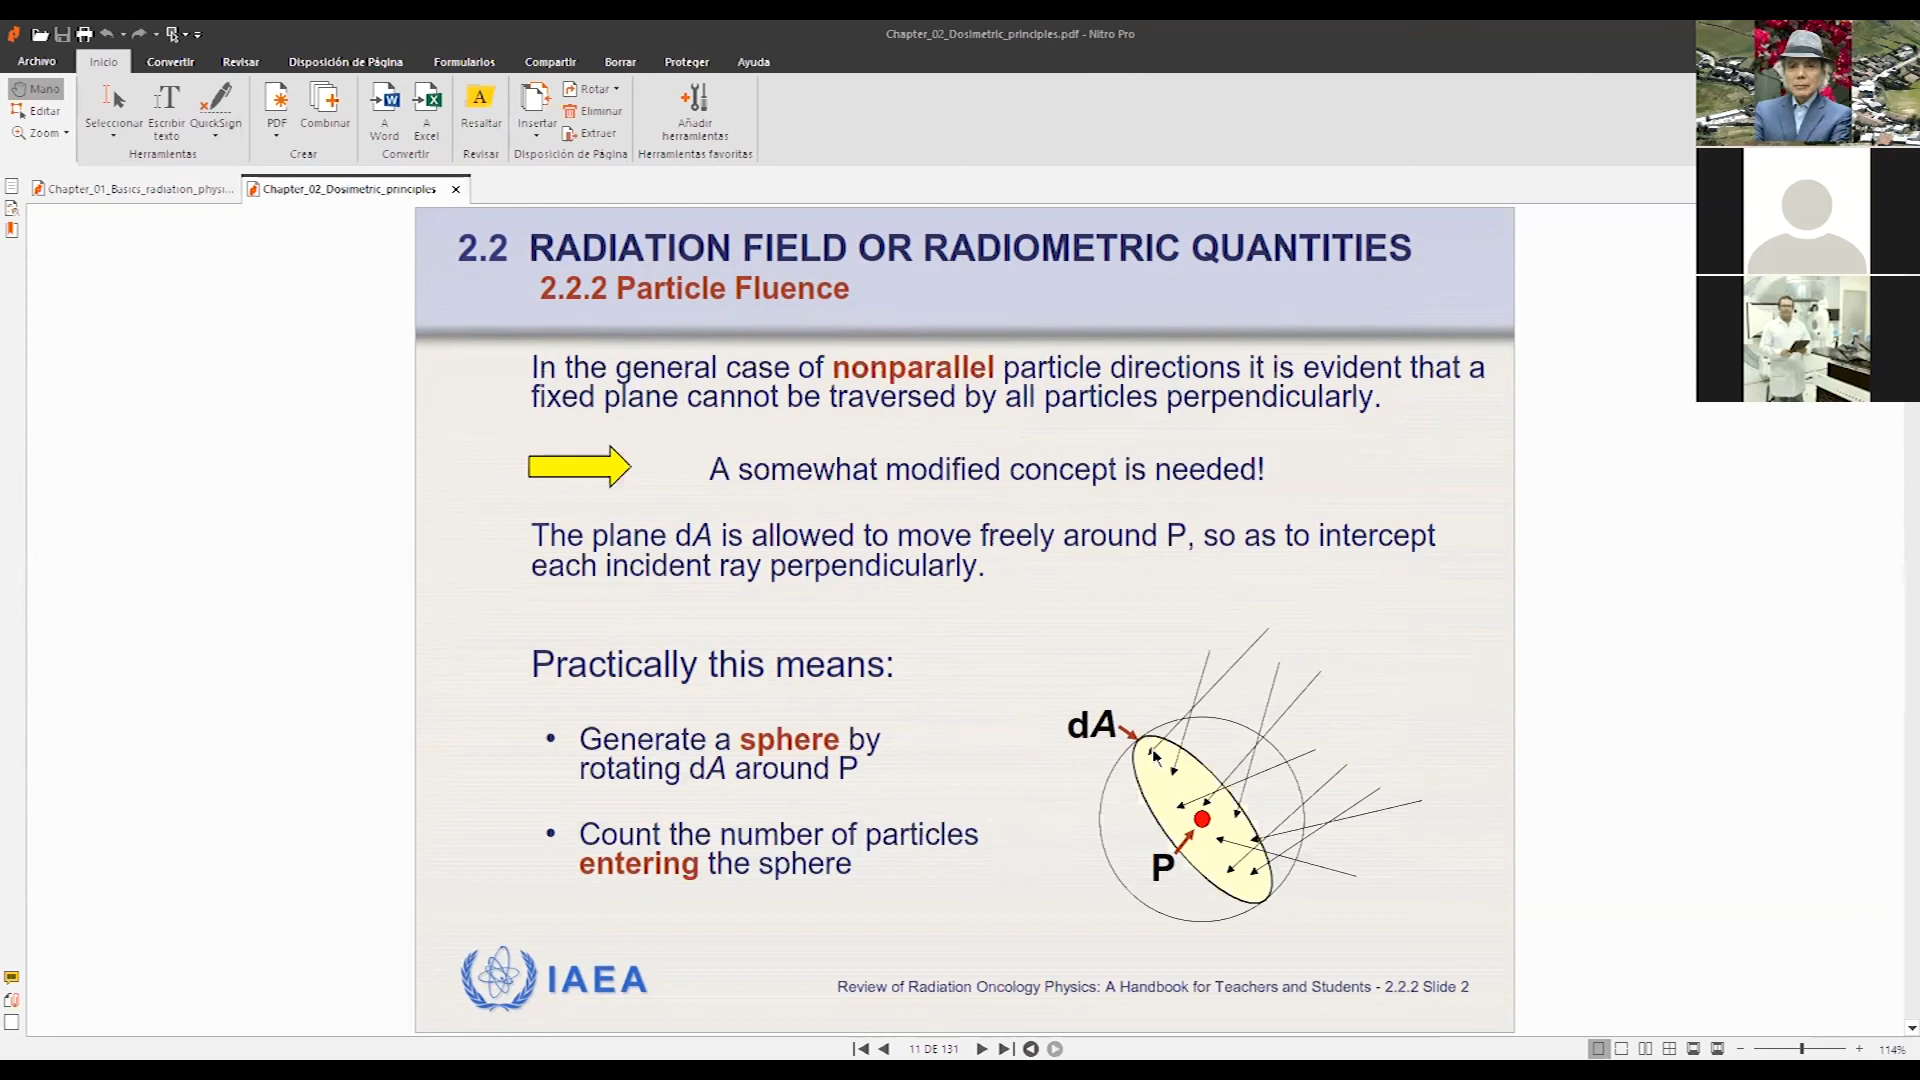 Chapter_02_Dosimetric_principles.pdf - Nitro Pro
Archivo Inicio Convertir Revisar Disposición de Página Formularios Compartir Borrar Proteger Ayuda
Mano
Editar
Zoom
Seleccionar
Escribir texto
QuickSign
Herramientas
PDF
Combinar
Crear
A Word
A Excel
Convertir
Resaltar
Revisar
Insertar
Rotar
Eliminar
Extraer
Disposición de Página
Añadir herramientas
Herramientas favoritas
Chapter_01_Basics_radiation_physi...
Chapter_02_Dosimetric_principles
2.2 RADIATION FIELD OR RADIOMETRIC QUANTITIES
2.2.2 Particle Fluence
In the general case of nonparallel particle directions it is evident that a
fixed plane cannot be traversed by all particles perpendicularly.
A somewhat modified concept is needed!
The plane dA is allowed to move freely around P, so as to intercept
each incident ray perpendicularly.
Practically this means:
• Generate a sphere by
rotating dA around P
• Count the number of particles
entering the sphere
dA
P
IAEA
Review of Radiation Oncology Physics: A Handbook for Teachers and Students - 2.2.2 Slide 2
11 DE 131
114%